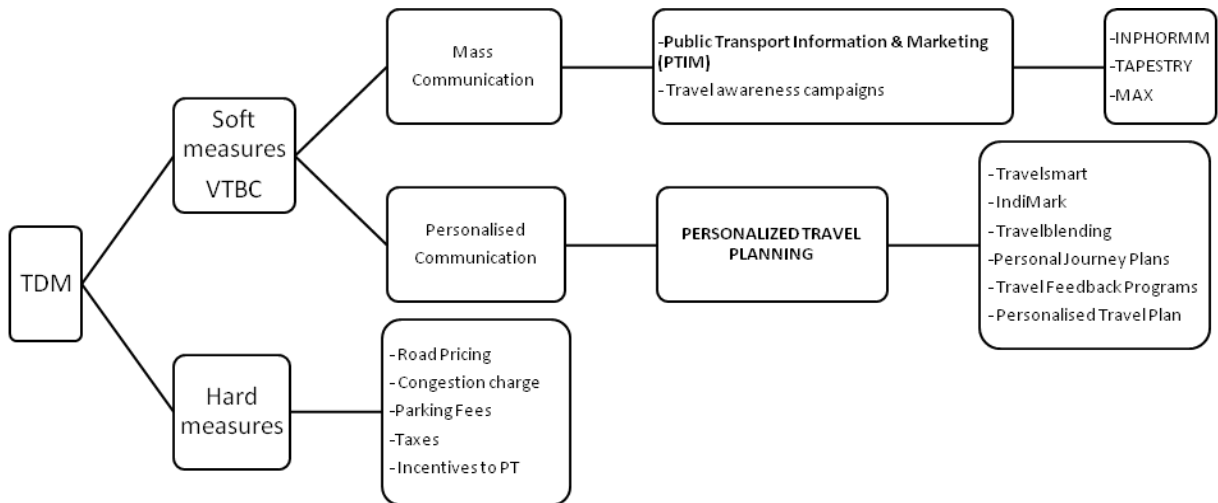 TDM
Soft
measures
VTBC
Mass
Communication
-Public Transport Information & Marketing
(PTIM)
-Travel awareness campaigns
-INPHORMM
-TAPESTRY
-MAX
Personalised
Communication
PERSONALIZED TRAVEL
PLANNING
-Travelsmart
-IndiMark
-Travelblending
-Personal Journey Plans
-Travel Feedback Programs
-Personalised Travel Plan
Hard
measures
-Road Pricing
-Congestion charge
-Parking Fees
-Taxes
-Incentives to PT